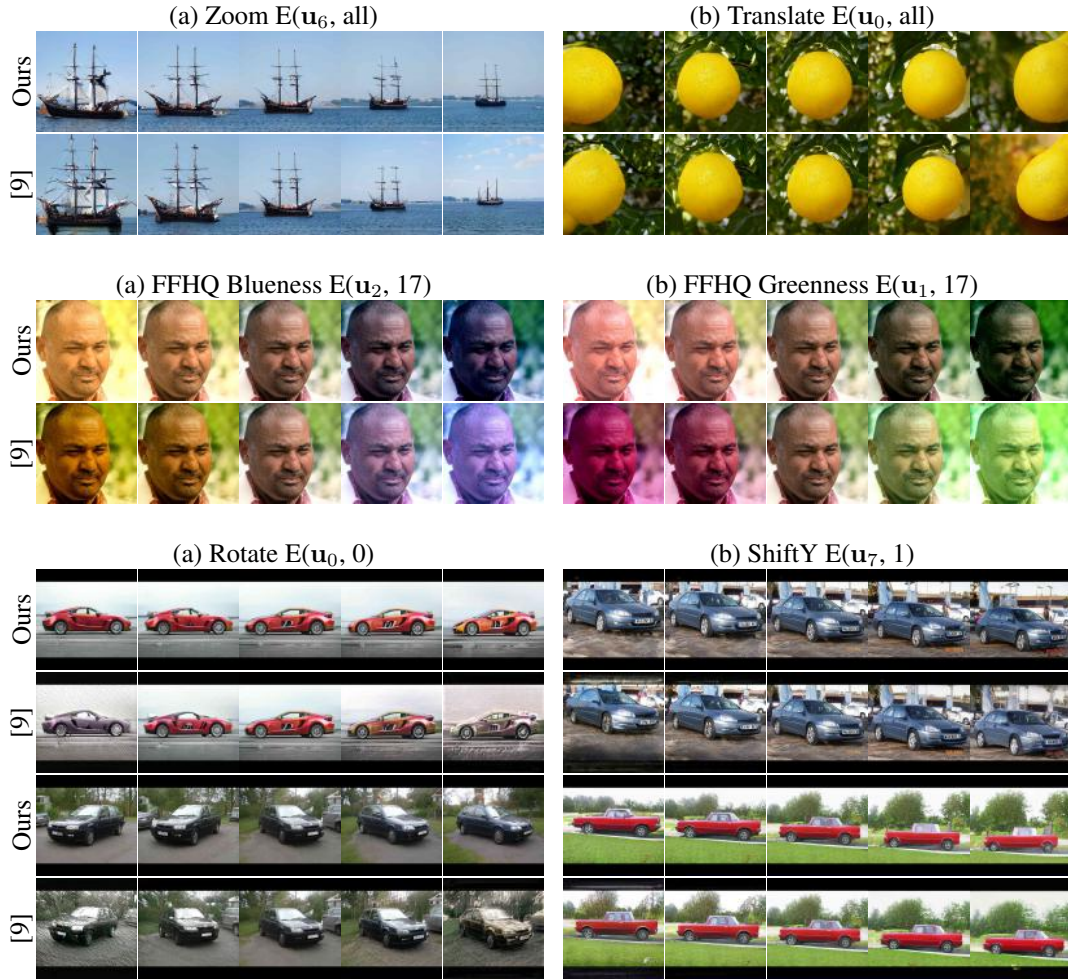 (a) Zoom E(u₆, all)
(b) Translate E(u₀, all)
Ours
[9]
(a) FFHQ Blueness E(u₂, 17)
(b) FFHQ Greenness E(u₁, 17)
Ours
[9]
(a) Rotate E(u₀, 0)
(b) ShiftY E(u₇, 1)
Ours
[9]
Ours
[9]